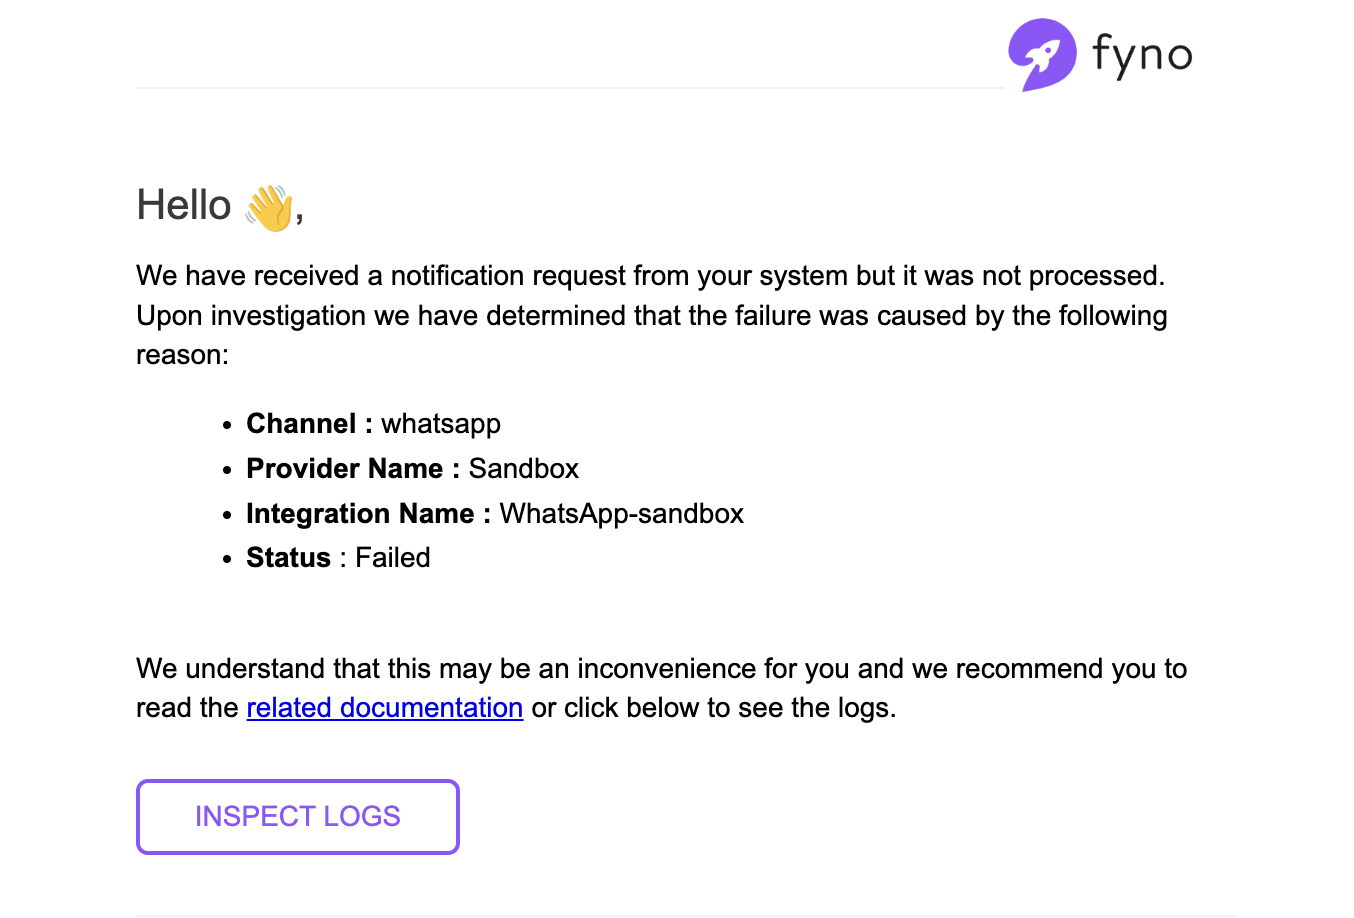 fyno
Hello 👋,
We have received a notification request from your system but it was not processed.
Upon investigation we have determined that the failure was caused by the following
reason:
• Channel : whatsapp
• Provider Name : Sandbox
• Integration Name : WhatsApp-sandbox
• Status : Failed
We understand that this may be an inconvenience for you and we recommend you to
read the related documentation or click below to see the logs.
INSPECT LOGS